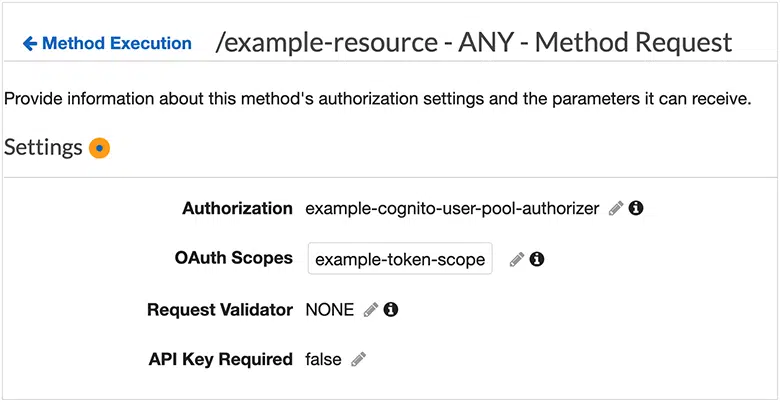 ← Method Execution /example-resource - ANY - Method Request
Provide information about this method's authorization settings and the parameters it can receive.
Settings
Authorization example-cognito-user-pool-authorizer
OAuth Scopes example-token-scope
Request Validator NONE
API Key Required false